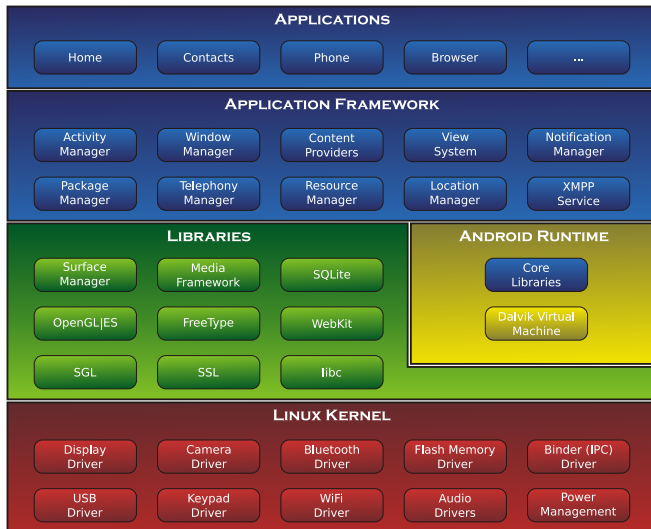 Applications
Home
Contacts
Phone
Browser
...
Application Framework
Activity
Manager
Window
Manager
Content
Providers
View
System
Notification
Manager
Package
Manager
Telephony
Manager
Resource
Manager
Location
Manager
XMPP
Service
Libraries
Surface
Manager
Media
Framework
SQLite
OpenGL|ES
FreeType
WebKit
SGL
SSL
libc
Android Runtime
Core
Libraries
Dalvik Virtual
Machine
Linux Kernel
Display
Driver
Camera
Driver
Bluetooth
Driver
Flash Memory
Driver
Binder (IPC)
Driver
USB
Driver
Keypad
Driver
WiFi
Driver
Audio
Drivers
Power
Management